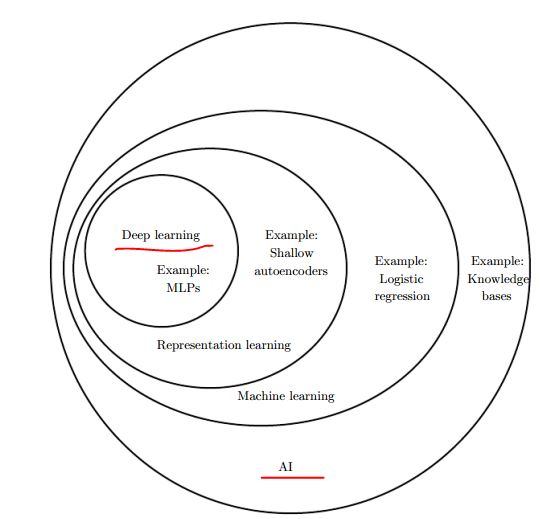 Deep learning
Example:
MLPs
Example:
Shallow
autoencoders
Example:
Logistic
regression
Example:
Knowledge
bases
Representation learning
Machine learning
AI